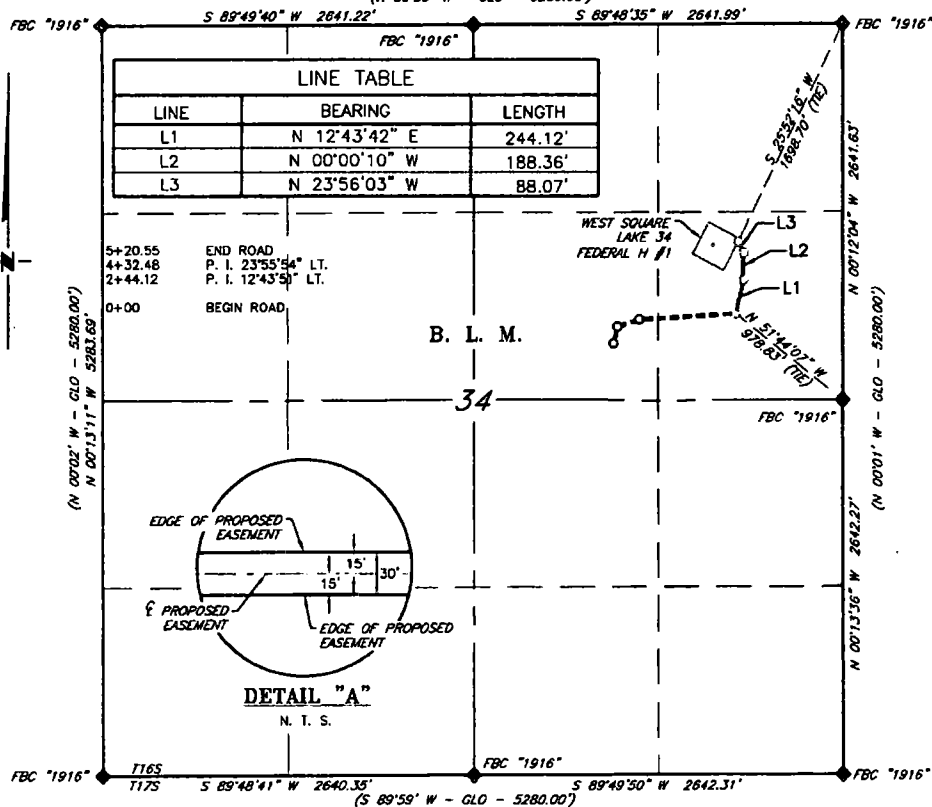 S 89°49'40" W 2641.22'
S 89°48'35" W 2641.99'
FBC "1916"
FBC "1916"
FBC "1916"
LINE TABLE
LINE BEARING LENGTH
L1 N 12°43'42" E 244.12'
L2 N 00°00'10" W 188.36'
L3 N 23°56'03" W 88.07'
S 25°52'16" W
1698.70' (TIE)
N 00°12'04" W 2641.63'
WEST SQUARE
LAKE 34
FEDERAL H #1
L3
L2
L1
5+20.55 END ROAD
4+32.48 P. I. 23°55'54" LT.
2+44.12 P. I. 12°43'51" LT.
0+00 BEGIN ROAD
Z
B. L. M.
N 51°44'07" W
978.83' (TIE)
(N 00°02' W - GLO - 5280.00')
N 00°13'11" W 5283.69'
(N 00°01' W - GLO - 5280.00')
34
FBC "1916"
EDGE OF PROPOSED
EASEMENT
15'
15'
30'
℄ PROPOSED
EASEMENT
EDGE OF PROPOSED
EASEMENT
N 00°13'36" W 2642.27'
DETAIL "A"
N. T. S.
FBC "1916"
T16S
T17S
S 89°48'41" W 2640.35'
FBC "1916"
S 89°49'50" W 2642.31'
FBC "1916"
(S 89°59' W - GLO - 5280.00')